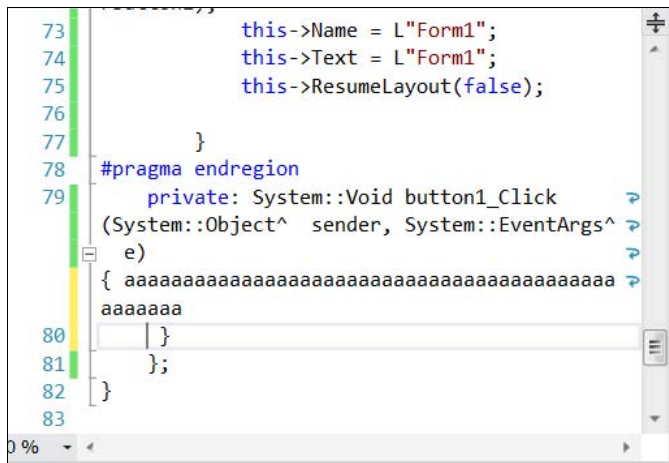 73 this->Name = L"Form1";
74 this->Text = L"Form1";
75 this->ResumeLayout(false);
76
77 }
78 #pragma endregion
79 private: System::Void button1_Click
(System::Object^  sender, System::EventArgs^
e)
{ aaaaaaaaaaaaaaaaaaaaaaaaaaaaaaaaaaaaaaaaaa
aaaaaaa
80 }
81 };
82 }
83
0 %